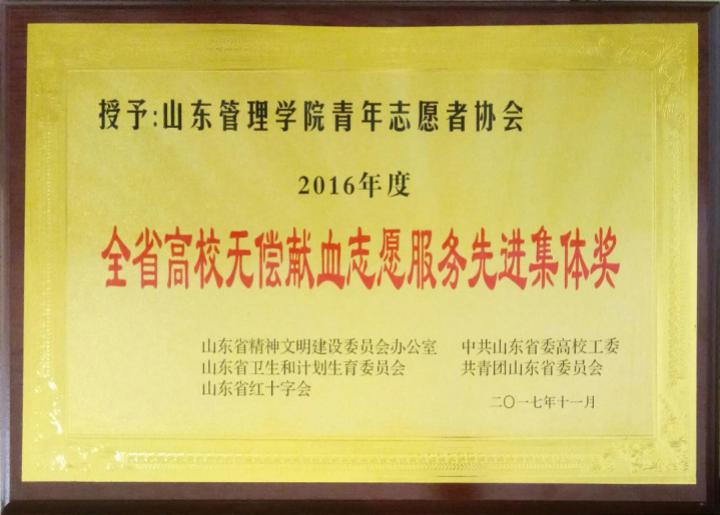 授予:山东管理学院青年志愿者协会
2016年度
全省高校无偿献血志愿服务先进集体奖
山东省精神文明建设委员会办公室 中共山东省委高校工委
山东省卫生和计划生育委员会 共青团山东省委员会
山东省红十字会
二〇一七年十一月